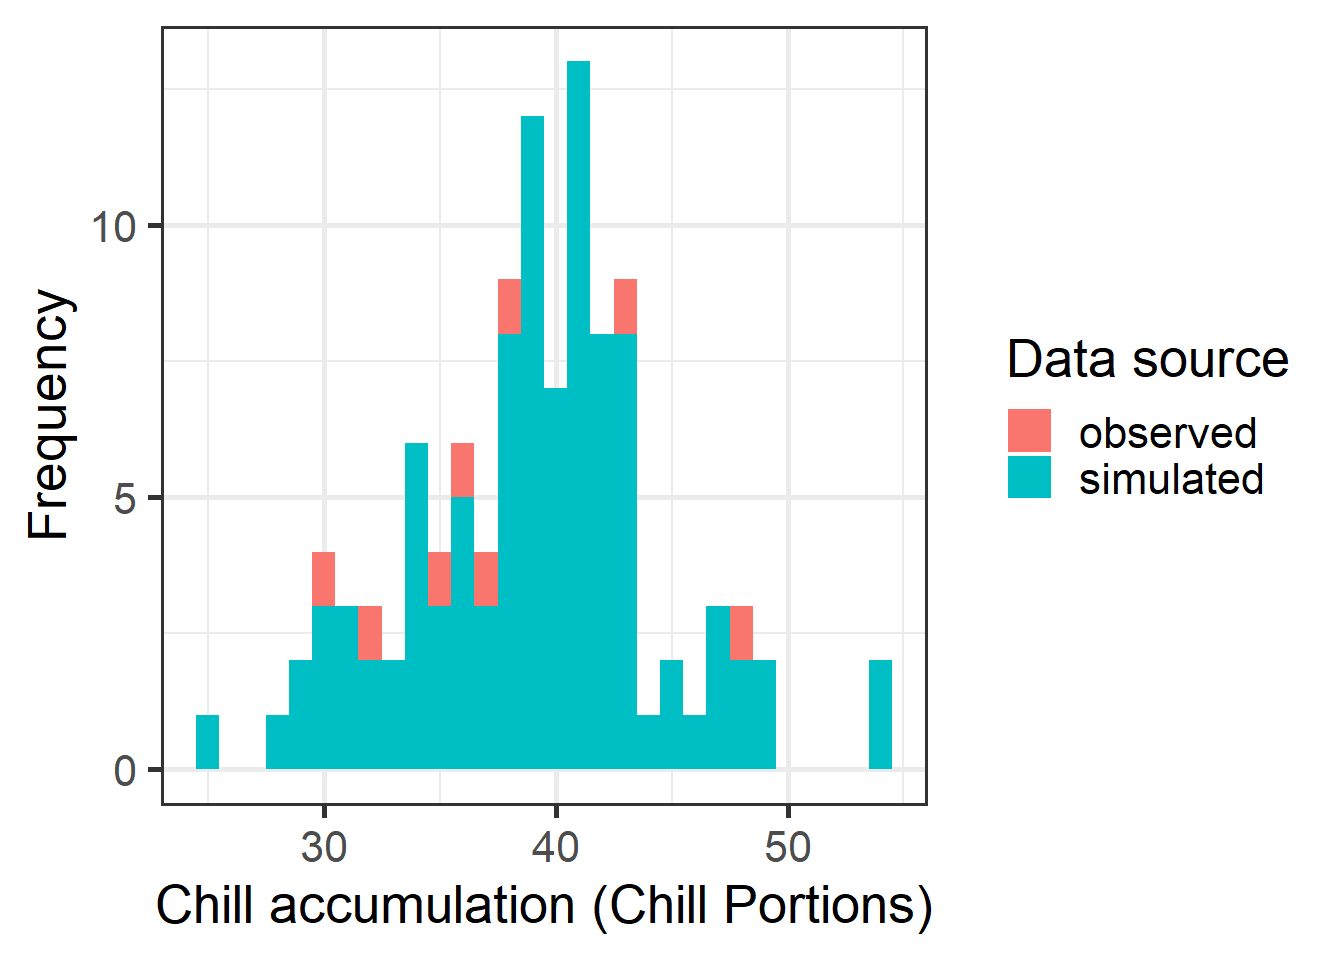 10
5
0
Frequency
30 40 50
Chill accumulation (Chill Portions)
Data source
observed
simulated